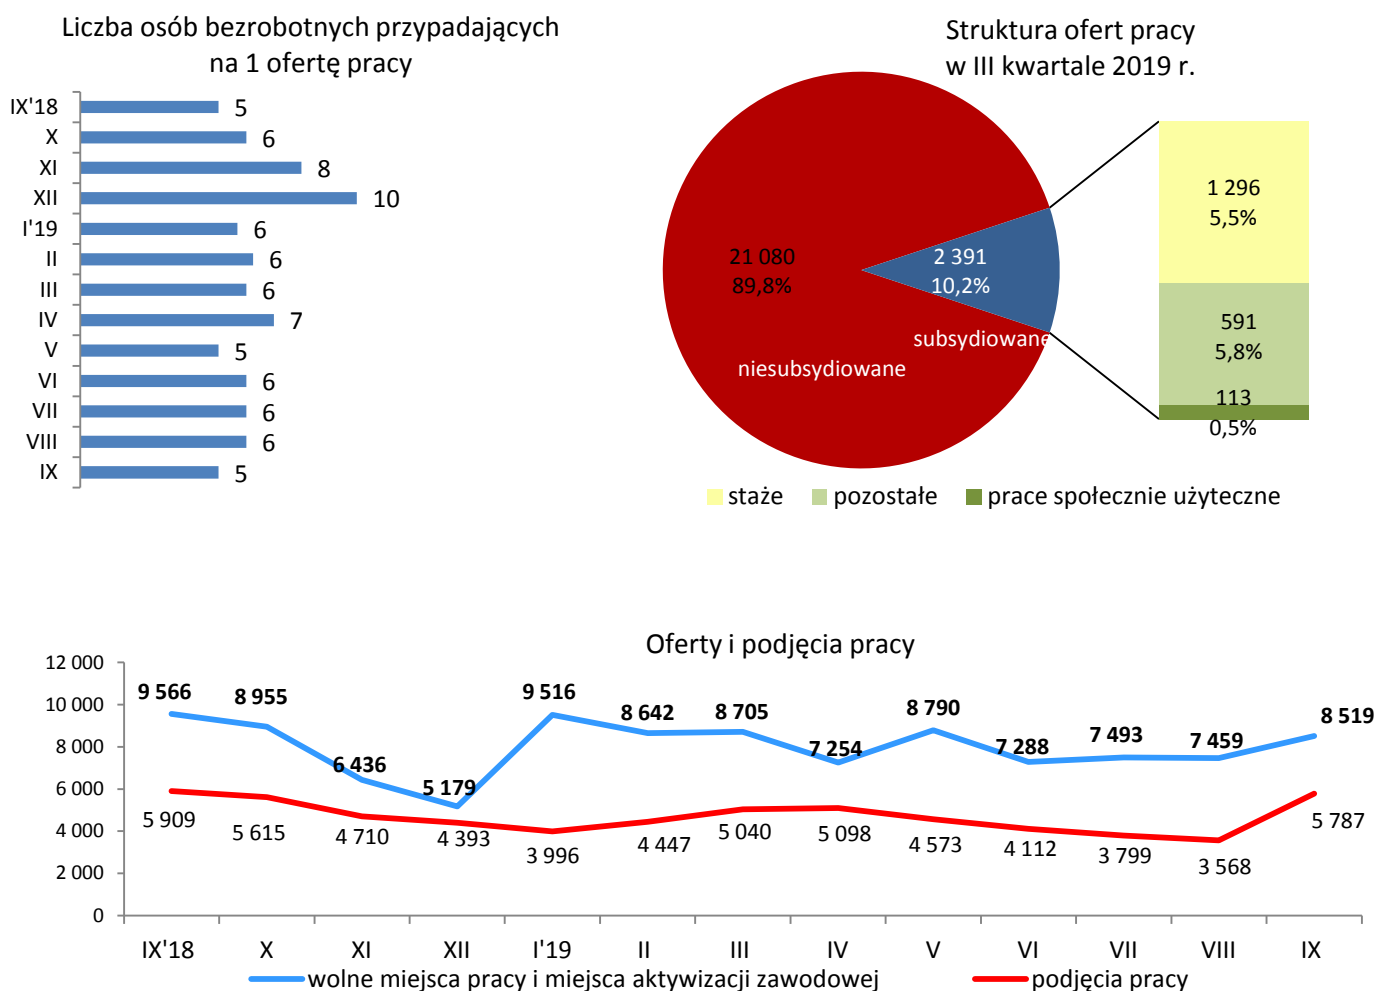 Liczba osób bezrobotnych przypadających
na 1 ofertę pracy
IX'18 5
X 6
XI 8
XII 10
I'19 6
II 6
III 6
IV 7
V 5
VI 6
VII 6
VIII 6
IX 5
Struktura ofert pracy
w III kwartale 2019 r.
21 080
89,8%
niesubsydiowane
2 391
10,2%
subsydiowane
1 296
5,5%
591
5,8%
113
0,5%
staże pozostałe prace społecznie użyteczne
Oferty i podjęcia pracy
12 000
10 000
8 000
6 000
4 000
2 000
0
9 566 8 955 6 436 5 179 9 516 8 642 8 705 7 254 8 790 7 288 7 493 7 459 8 519
5 909 5 615 4 710 4 393 3 996 4 447 5 040 5 098 4 573 4 112 3 799 3 568 5 787
IX'18 X XI XII I'19 II III IV V VI VII VIII IX
wolne miejsca pracy i miejsca aktywizacji zawodowej podjęcia pracy